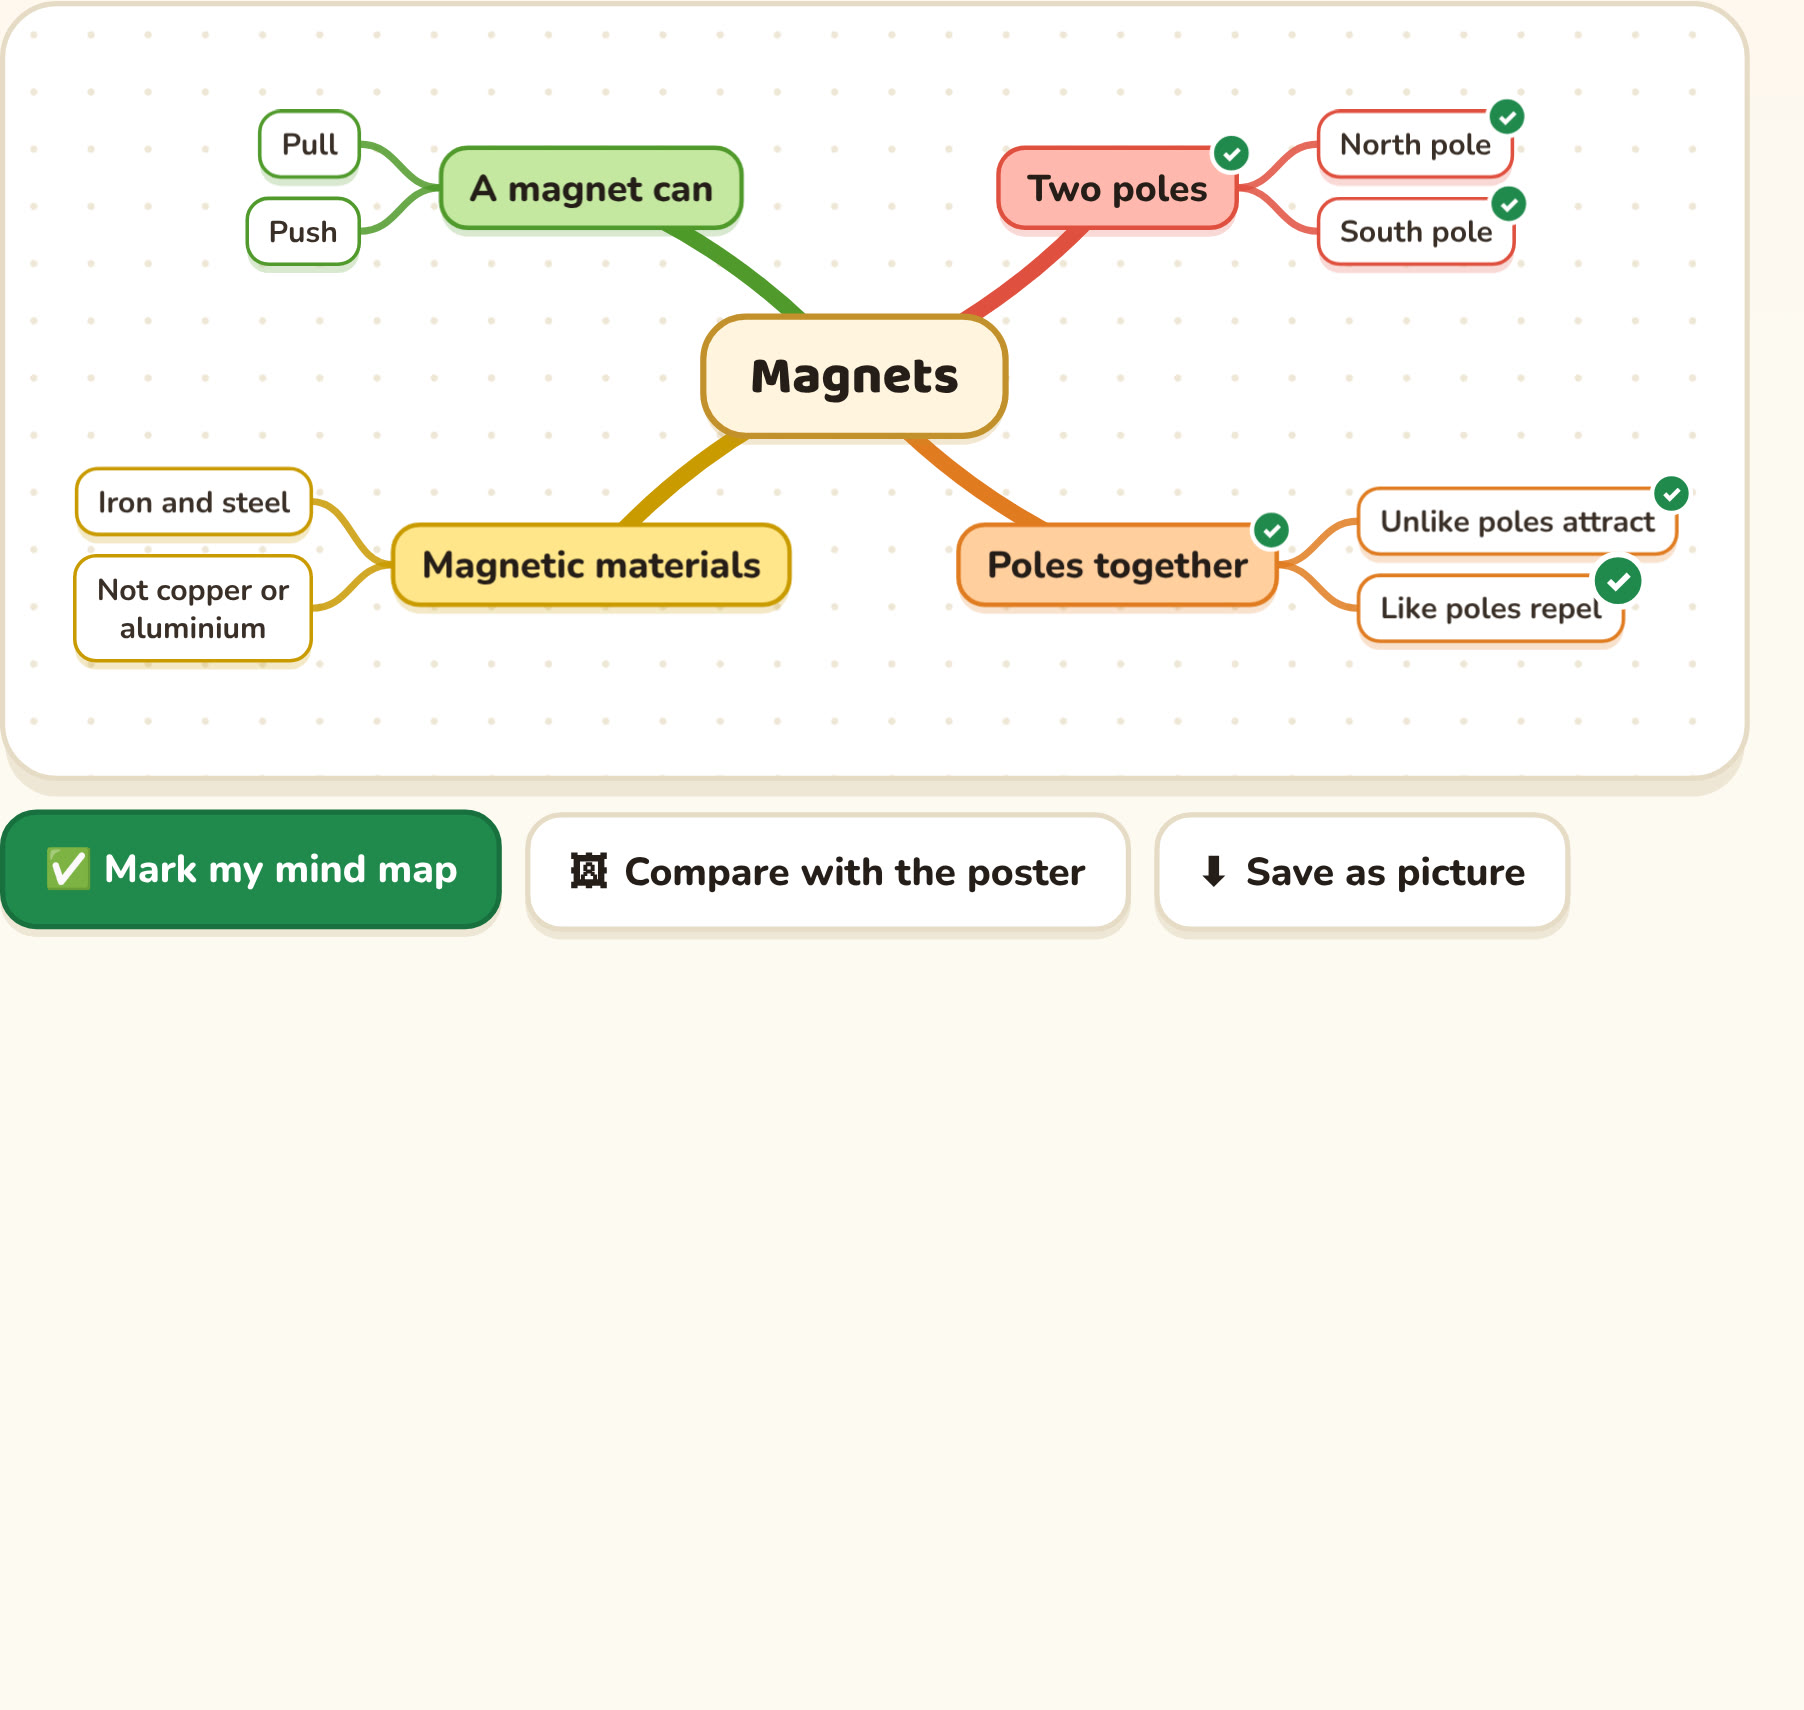 Pull
Push
A magnet can
Two poles
North pole
South pole
Magnets
Iron and steel
Not copper or
aluminium
Magnetic materials
Poles together
Unlike poles attract
Like poles repel
Mark my mind map
Compare with the poster
Save as picture